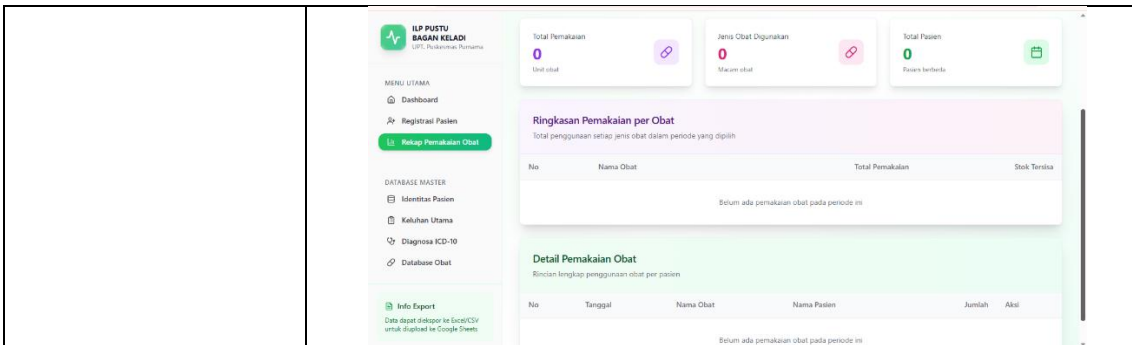 ILP PUSTU
BAGAN KELADI
UPT. Puskesmas Purnama
MENU UTAMA
Dashboard
Registrasi Pasien
Rekap Pemakaian Obat
DATABASE MASTER
Identitas Pasien
Keluhan Utama
Diagnosa ICD-10
Database Obat
Info Export
Data dapat diekspor ke Excel/CSV
untuk diupload ke Google Sheets
Total Pemakaian
0
Unit obat
Jenis Obat Digunakan
0
Macam obat
Total Pasien
0
Pasien berbeda
Ringkasan Pemakaian per Obat
Total penggunaan setiap jenis obat dalam periode yang dipilih
No Nama Obat Total Pemakaian Stok Tersisa
Belum ada pemakaian obat pada periode ini
Detail Pemakaian Obat
Rincian lengkap penggunaan obat per pasien
No Tanggal Nama Obat Nama Pasien Jumlah Aksi
Belum ada pemakaian obat pada periode ini